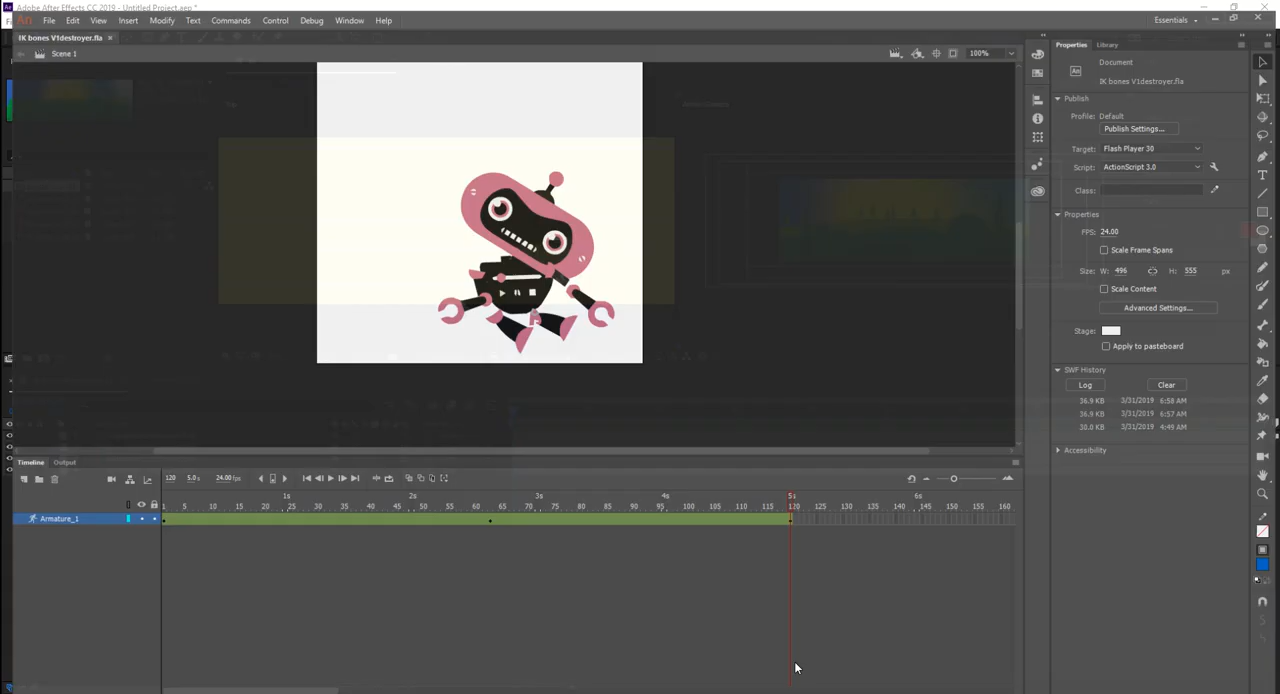 Adobe After Effects CC 2019 - Untitled Project.aep *
An File Edit View Insert Modify Text Commands Control Debug Window Help
Essentials
IK bones V1destroyer.fla ×
Scene 1
100%
Properties Library
An Document
IK bones V1destroyer.fla
Publish
Profile: Default
Publish Settings...
Target: Flash Player 30
Script: ActionScript 3.0
Class:
Properties
FPS: 24.00
Scale Frame Spans
Size: W: 496 H: 555 px
Scale Content
Advanced Settings...
Stage:
Apply to pasteboard
SWF History
Log Clear
36.9 KB 3/31/2019 6:58 AM
36.9 KB 3/31/2019 6:57 AM
30.0 KB 3/31/2019 4:49 AM
Accessibility
Timeline Output
120 5.0s 24.00fps
1s 2s 3s 4s 5s 6s
1 5 10 15 20 25 30 35 40 45 50 55 60 65 70 75 80 85 90 95 100 105 110 115 120 125 130 135 140 145 150 155 160
Armature_1